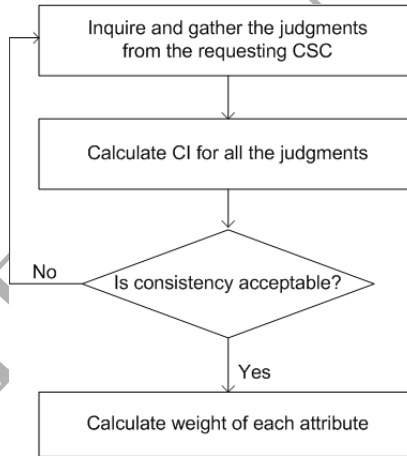 Inquire and gather the judgments
from the requesting CSC
Calculate CI for all the judgments
Is consistency acceptable?
No
Yes
Calculate weight of each attribute